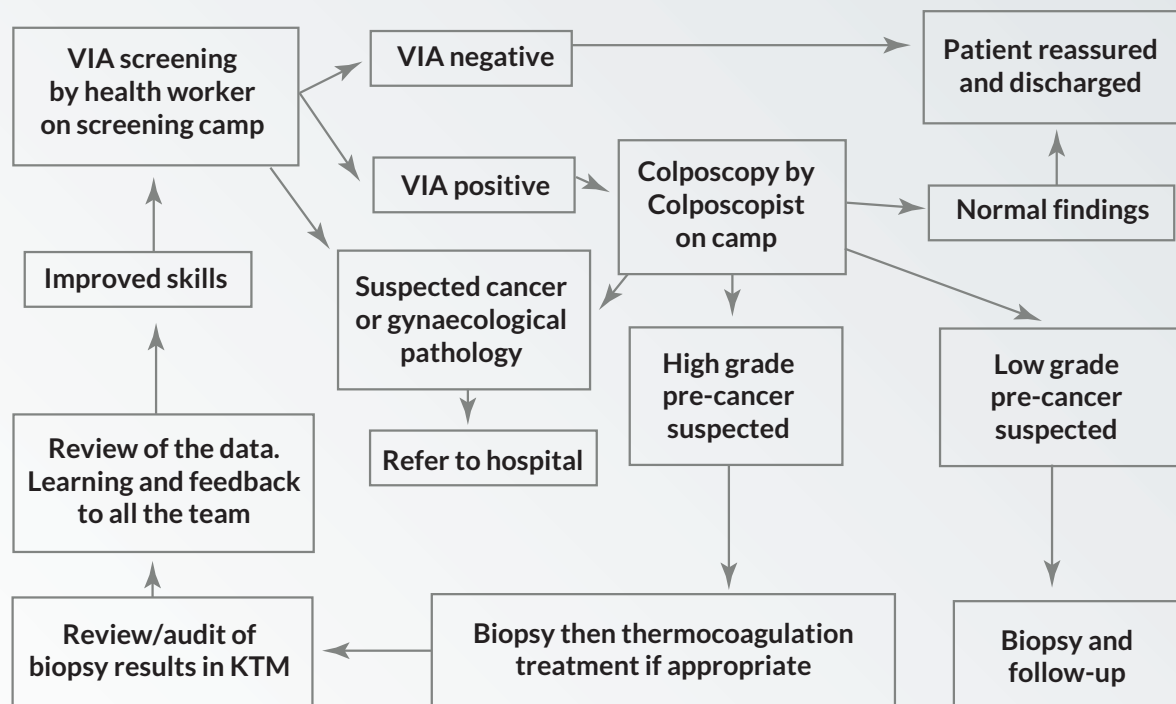 VIA screening
by health worker
on screening camp
VIA negative
Patient reassured
and discharged
VIA positive
Colposcopy by
Colposcopist
on camp
Normal findings
Improved skills
Suspected cancer
or gynaecological
pathology
High grade
pre-cancer
suspected
Low grade
pre-cancer
suspected
Review of the data.
Learning and feedback
to all the team
Refer to hospital
Review/audit of
biopsy results in KTM
Biopsy then thermocoagulation
treatment if appropriate
Biopsy and
follow-up